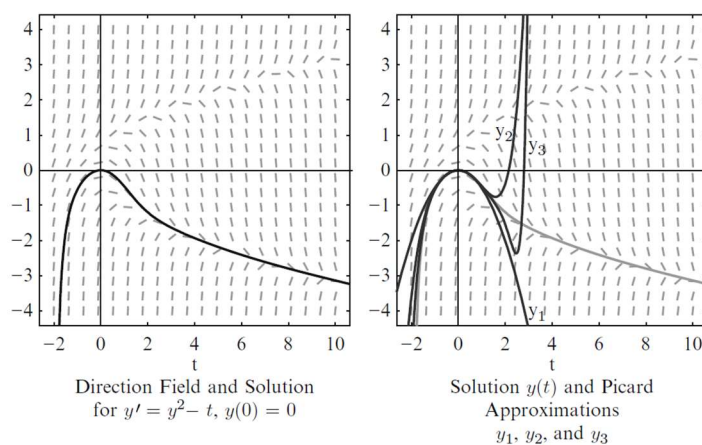 4
3
2
1
0
−1
−2
−3
−4
−2 0 2 4 6 8 10
t
Direction Field and Solution
for y′ = y² − t, y(0) = 0
4
3
2
1
0
−1
−2
−3
−4
y₂
y₃
y₁
−2 0 2 4 6 8 10
t
Solution y(t) and Picard
Approximations
y₁, y₂, and y₃